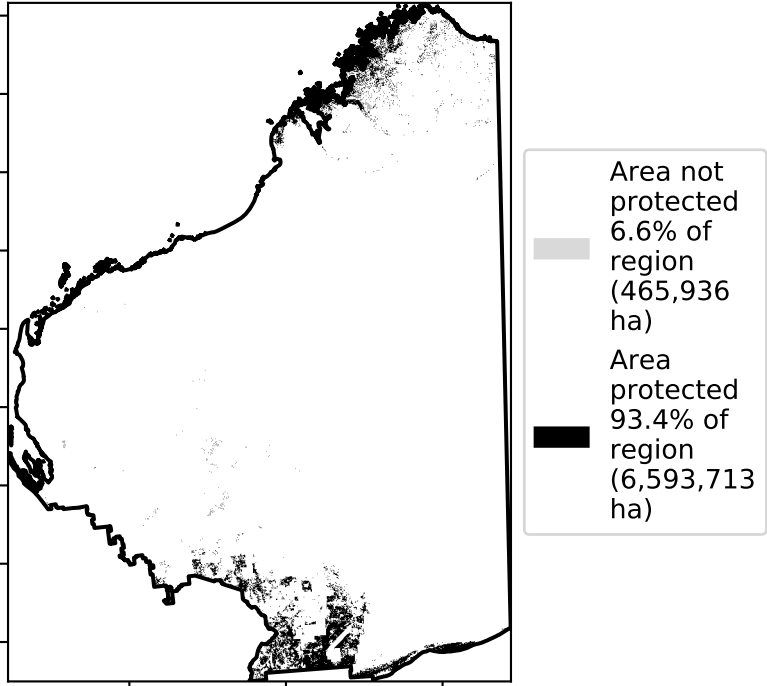 Area not
protected
6.6% of
region
(465,936
ha)
Area
protected
93.4% of
region
(6,593,713
ha)